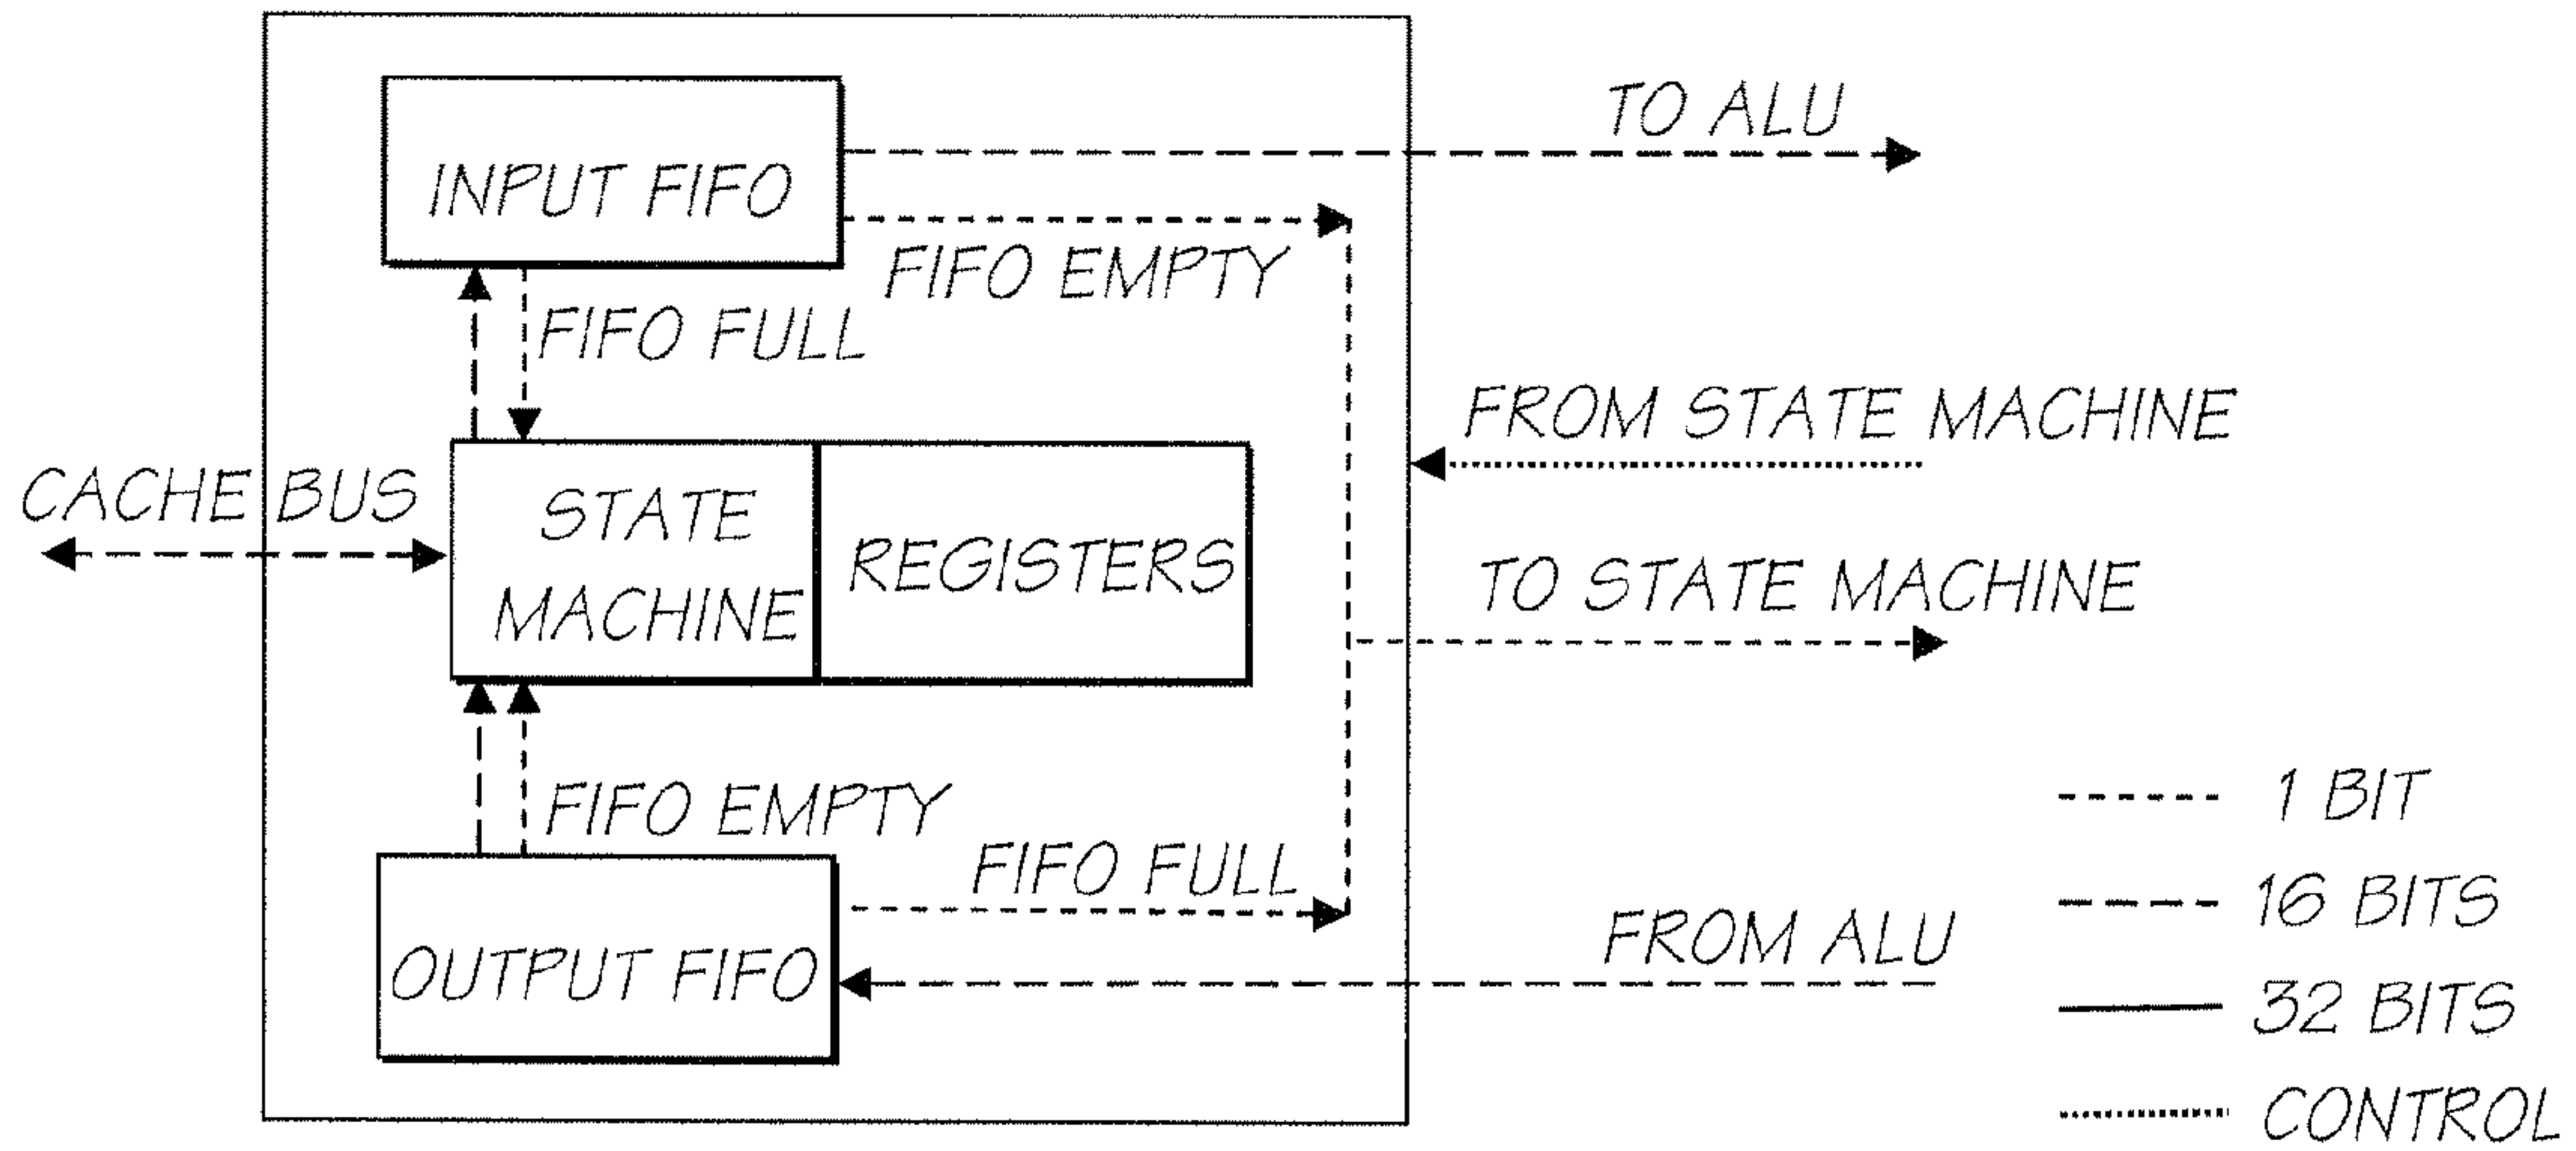 TO ALU
INPUT FIFO
FIFO EMPTY
FIFO FULL
FROM STATE MACHINE
CACHE BUS
STATE
MACHINE
REGISTERS
TO STATE MACHINE
FIFO EMPTY
FIFO FULL
OUTPUT FIFO
FROM ALU
1 BIT
16 BITS
32 BITS
CONTROL